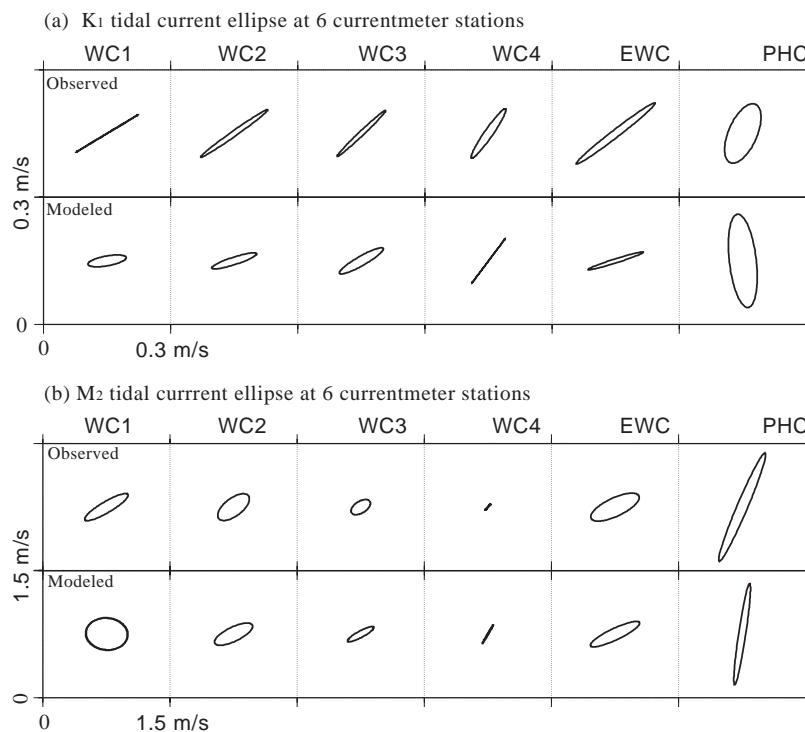 (a) K1 tidal current ellipse at 6 currentmeter stations
WC1 WC2 WC3 WC4 EWC PHC
Observed
0.3 m/s
Modeled
0
0 0.3 m/s
(b) M2 tidal currrent ellipse at 6 currentmeter stations
WC1 WC2 WC3 WC4 EWC PHC
Observed
1.5 m/s
Modeled
0
0 1.5 m/s